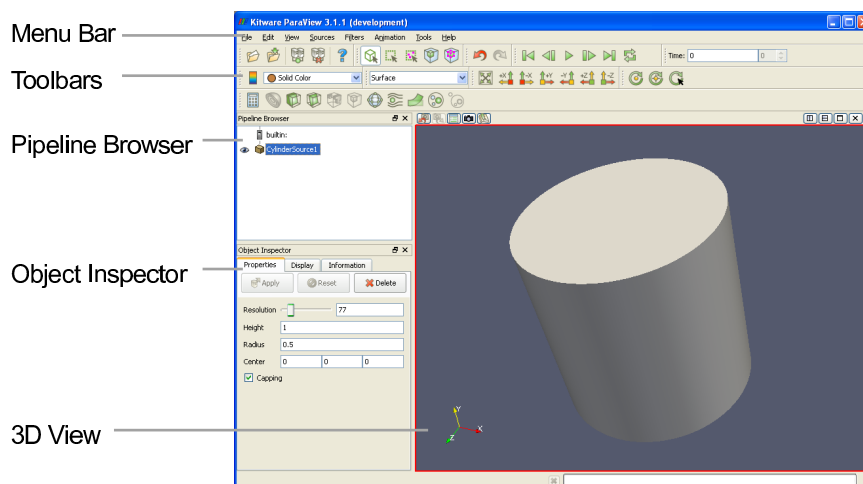 Kitware ParaView 3.1.1 (development)
Menu Bar
File Edit View Sources Filters Animation Tools Help
Time: 0 0
Toolbars
Solid Color Surface
Pipeline Browser
Pipeline Browser
builtin:
CylinderSource1
Object Inspector
Object Inspector
Properties Display Information
Apply Reset Delete
Resolution 77
Height 1
Radius 0.5
Center 0 0 0
Capping
3D View
Y
X
Z